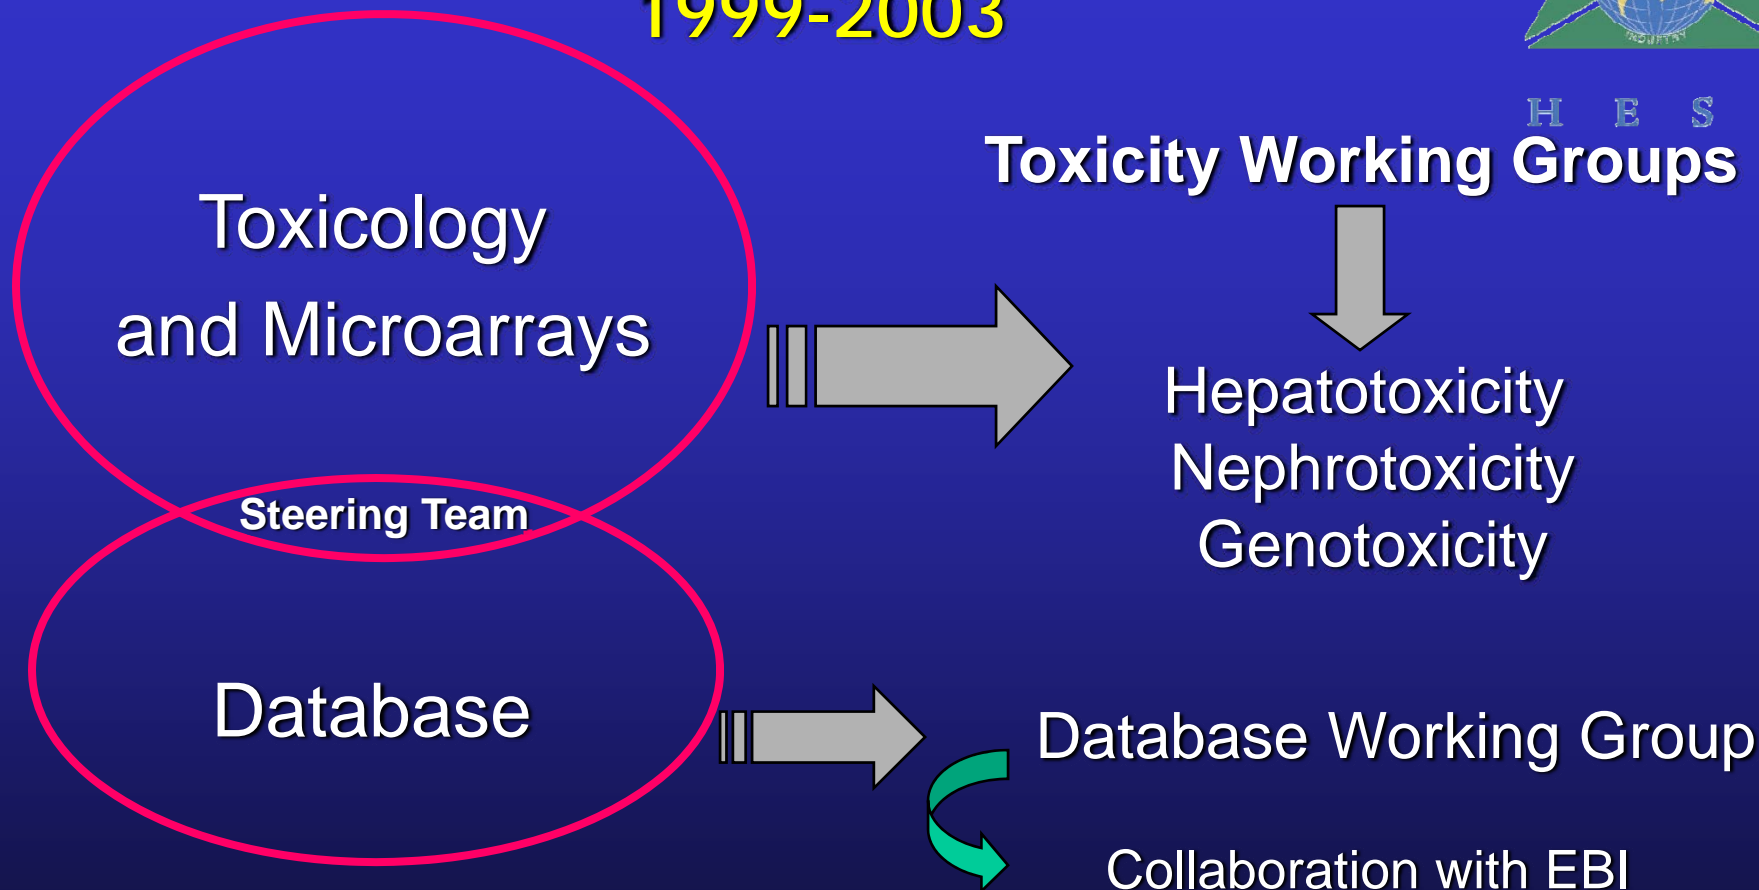 1999-2003
INDUSTRY
H E S
Toxicity Working Groups
Toxicology
and Microarrays
Hepatotoxicity
Nephrotoxicity
Genotoxicity
Steering Team
Database
Database Working Group
Collaboration with EBI